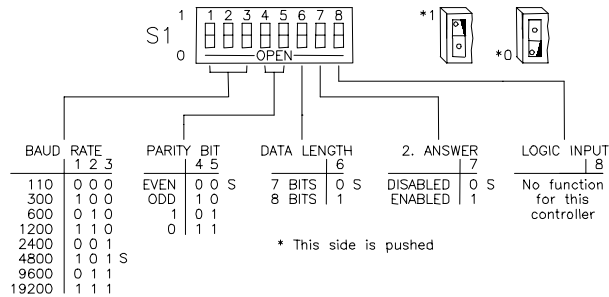 S1
1
0
1 2 3 4 5 6 7 8
OPEN
*1
*0
BAUD RATE
1 2 3
110 0 0 0
300 1 0 0
600 0 1 0
1200 1 1 0
2400 0 0 1
4800 1 0 1 S
9600 0 1 1
19200 1 1 1
PARITY BIT
4 5
EVEN 0 0 S
ODD 1 0
1 0 1
0 1 1
DATA LENGTH
6
7 BITS 0 S
8 BITS 1
2. ANSWER
7
DISABLED 0 S
ENABLED 1
LOGIC INPUT
8
No function
for this
controller
* This side is pushed